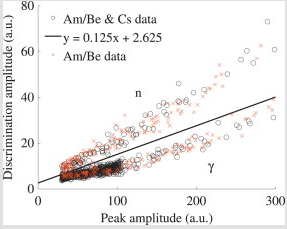 80
Am/Be & Cs data
y = 0.125x + 2.625
60
Am/Be data
n
40
20
γ
0
0 100 200 300
Discrimination amplitude (a.u.)
Peak amplitude (a.u.)